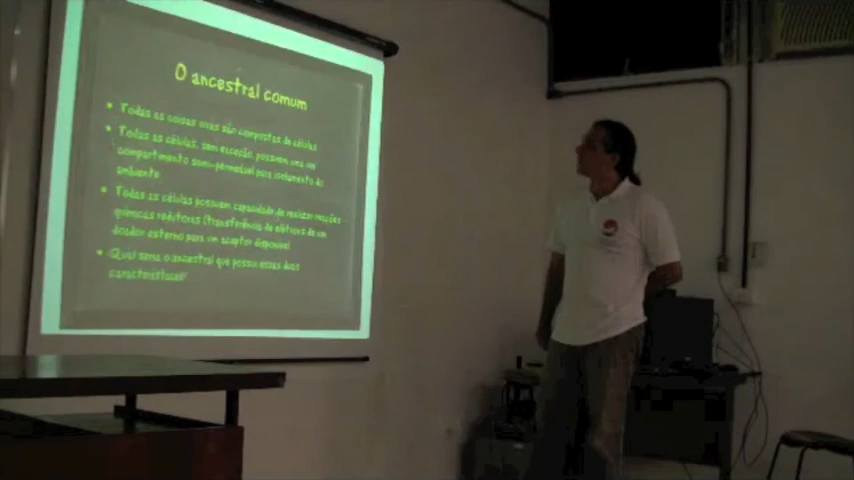 O ancestral comum
• Todas as coisas vivas são compostas de células
• Todas as células, sem exceção, possuem uma
compartimento semi-permeável para isolamento do
ambiente
• Todas as células possuem capacidade de realizar reações
químicas redutoras (transferência de elétrons de um
doador externo para um aceptor disponível
• Qual seria o ancestral que possui essas duas
características?